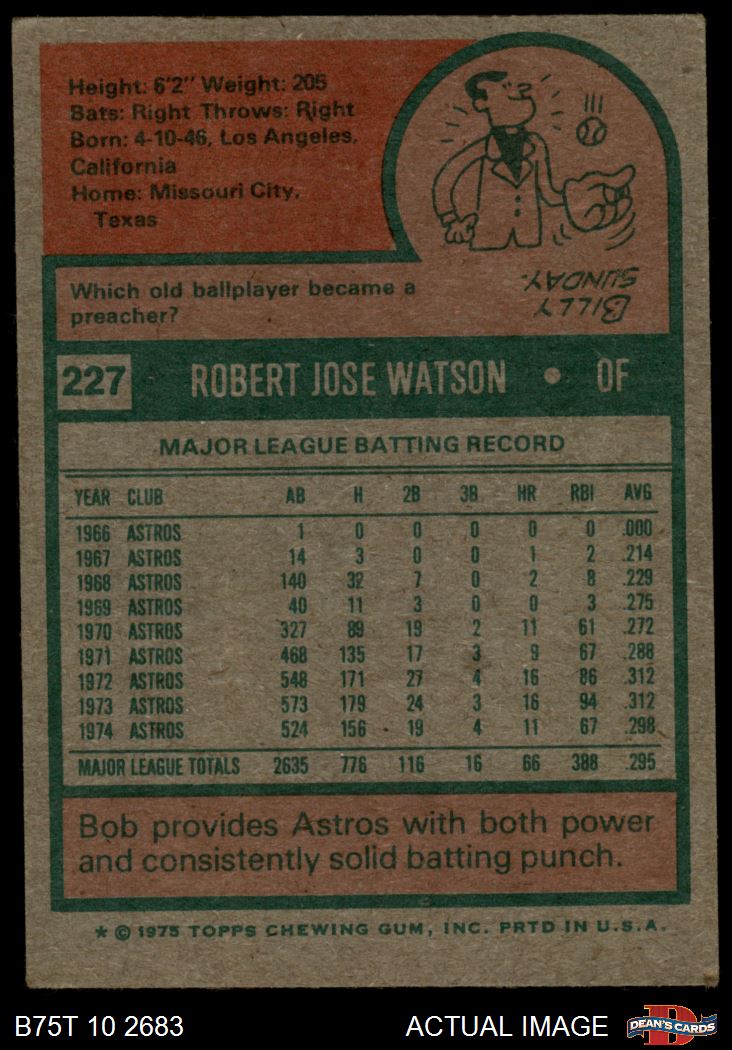 Height: 6'2" Weight: 205
Bats: Right Throws: Right
Born: 4-10-46, Los Angeles,
California
Home: Missouri City,
Texas
Which old ballplayer became a
preacher?
BILLY
SUNDAY.
227 ROBERT JOSE WATSON • OF
MAJOR LEAGUE BATTING RECORD
YEAR CLUB AB H 2B 3B HR RBI AVG
1966 ASTROS 1 0 0 0 0 0 .000
1967 ASTROS 14 3 0 0 1 2 .214
1968 ASTROS 140 32 7 0 2 8 .229
1969 ASTROS 40 11 3 0 0 3 .275
1970 ASTROS 327 89 19 2 11 61 .272
1971 ASTROS 468 135 17 3 9 67 .288
1972 ASTROS 548 171 27 4 16 86 .312
1973 ASTROS 573 179 24 3 16 94 .312
1974 ASTROS 524 156 19 4 11 67 .298
MAJOR LEAGUE TOTALS 2635 776 116 16 66 388 .295
Bob provides Astros with both power
and consistently solid batting punch.
* © 1975 TOPPS CHEWING GUM, INC. PRTD IN U.S.A.
B75T 10 2683 ACTUAL IMAGE
D
DEAN'S CARDS